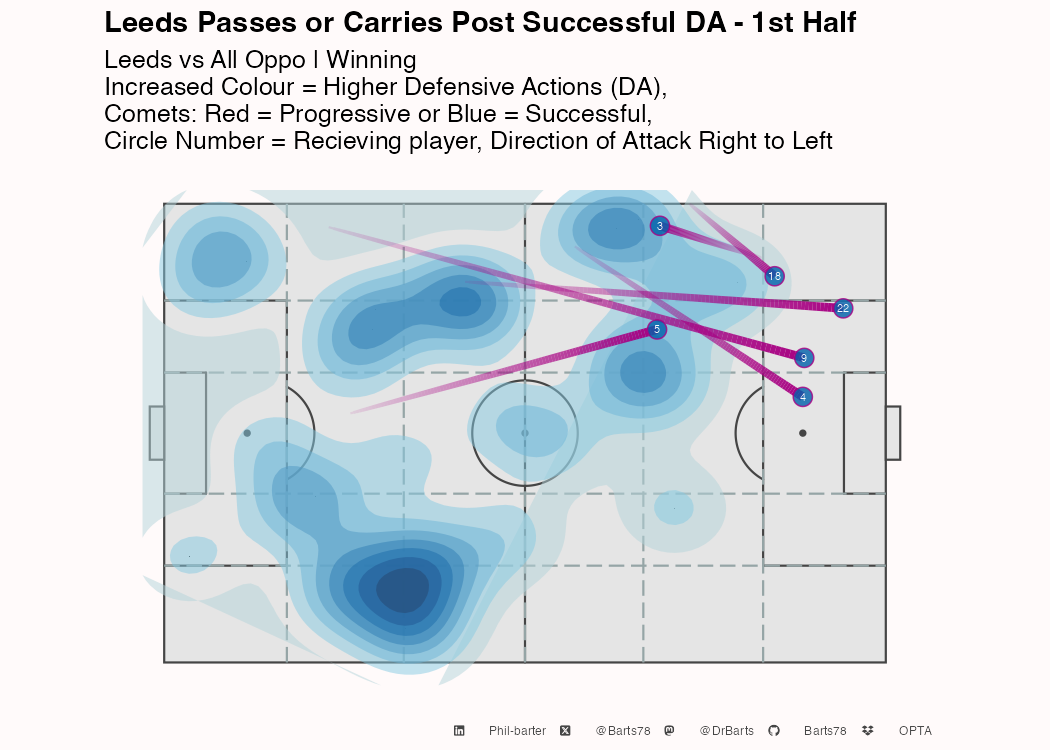 Leeds Passes or Carries Post Successful DA - 1st Half
Leeds vs All Oppo | Winning
Increased Colour = Higher Defensive Actions (DA),
Comets: Red = Progressive or Blue = Successful,
Circle Number = Recieving player, Direction of Attack Right to Left
3
18
22
5
9
4
Phil-barter @Barts78 @DrBarts Barts78 OPTA